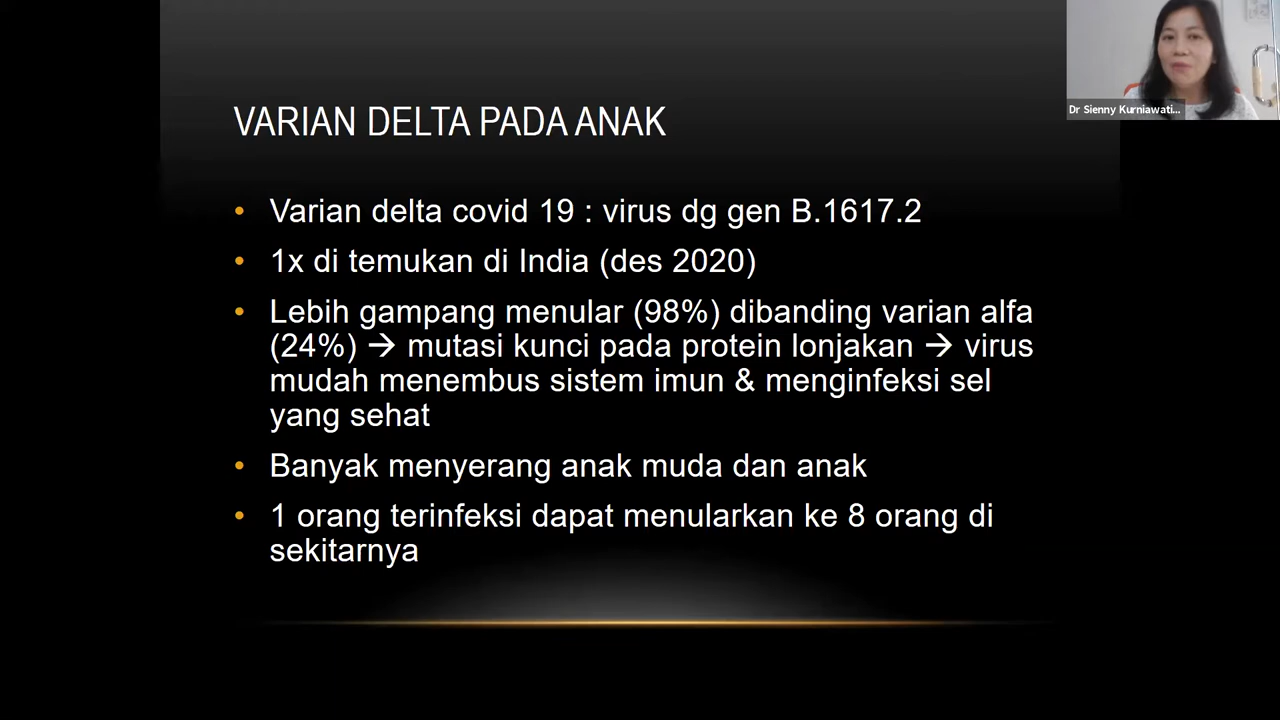 Dr Sienny Kurniawati...
VARIAN DELTA PADA ANAK
• Varian delta covid 19 : virus dg gen B.1617.2
• 1x di temukan di India (des 2020)
• Lebih gampang menular (98%) dibanding varian alfa
(24%) → mutasi kunci pada protein lonjakan → virus
mudah menembus sistem imun & menginfeksi sel
yang sehat
• Banyak menyerang anak muda dan anak
• 1 orang terinfeksi dapat menularkan ke 8 orang di
sekitarnya